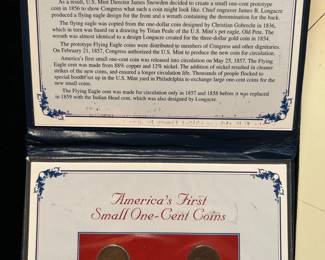 As a result, U.S. Mint Director James Snowden decided to create a small one-cent prototype
coin in 1856 to show Congress what such a coin might look like. Chief engraver James Longacre
produced a flying eagle design for the front and a wreath containing the denomination for the back.
The flying eagle was copied from the one-dollar coin designed by Christian Gobrecht in 1836,
which in turn was based on a drawing by Titian Peale of the U.S. Mint's pet eagle, Old Pete. The
wreath was almost identical to a design Longacre created for the three-dollar gold coin in 1854.
The prototype Flying Eagle coins were distributed to members of Congress and other dignitaries.
On February 21, 1857, Congress authorized the U.S. Mint to produce the new coin for circulation.
America's first small one-cent coin was released into circulation on May 25, 1857. The Flying
Eagle cent was made from 88% copper and 12% nickel. The addition of nickel resulted in cleaner
strikes of the new coins, and ensured a longer circulation life. Thousands of people flocked to
special booths set up in the U.S. Mint yard in Philadelphia to exchange large one-cent coins for the
new small cents.
The Flying Eagle cent was made for circulation only in 1857 and 1858 before it was replaced
in 1859 with the Indian Head cent, which was also designed by Longacre.
America's First
Small One-Cent Coins